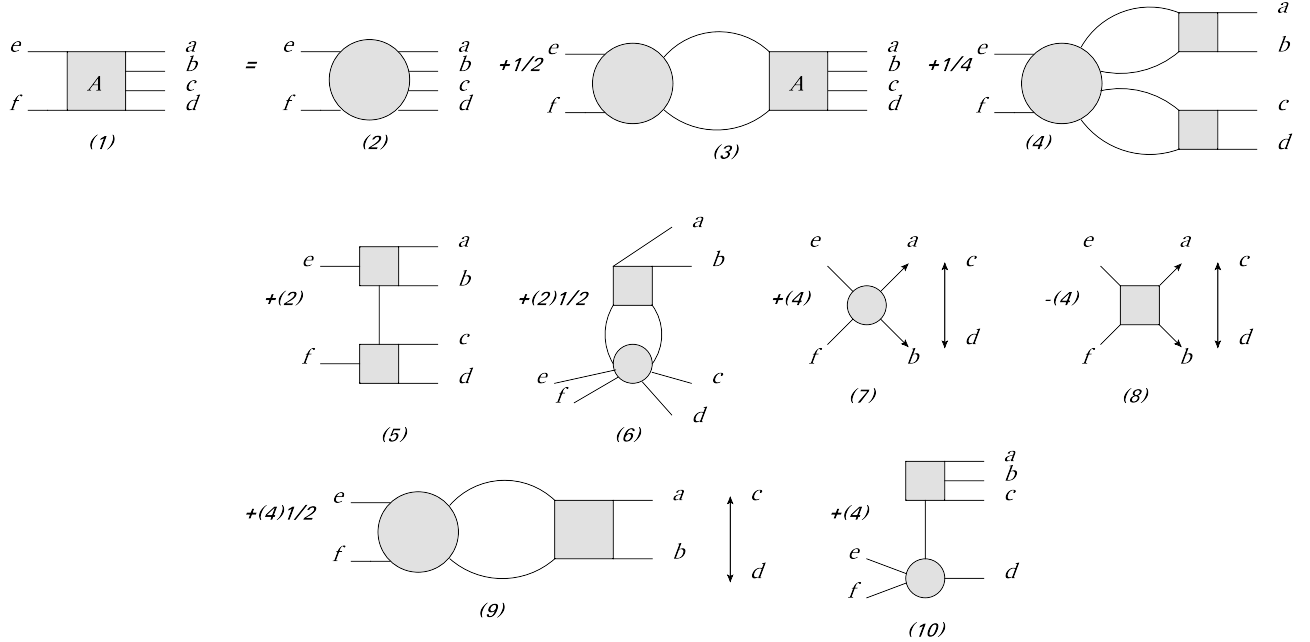 e a = e a +1/2 e a +1/4 e a
b b b b
A A
c c c c
f d f d f d f d
(1) (2) (3) (4)
e a b +(2) f c d (5)
+(2)1/2 a b e f c d (6)
+(4) e a c f b d (7)
-(4) e a c f b d (8)
+(4)1/2 e a c f b d (9)
+(4) a b c e f d (10)